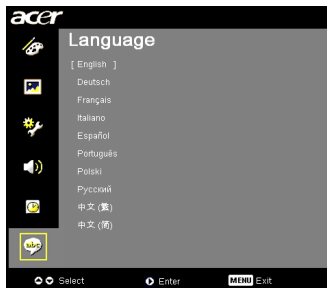 acer
Language
[ English ]
Deutsch
Français
Italiano
Español
Português
Polski
Русский
中文 (繁)
中文 (简)
abc
Select Enter MENU Exit